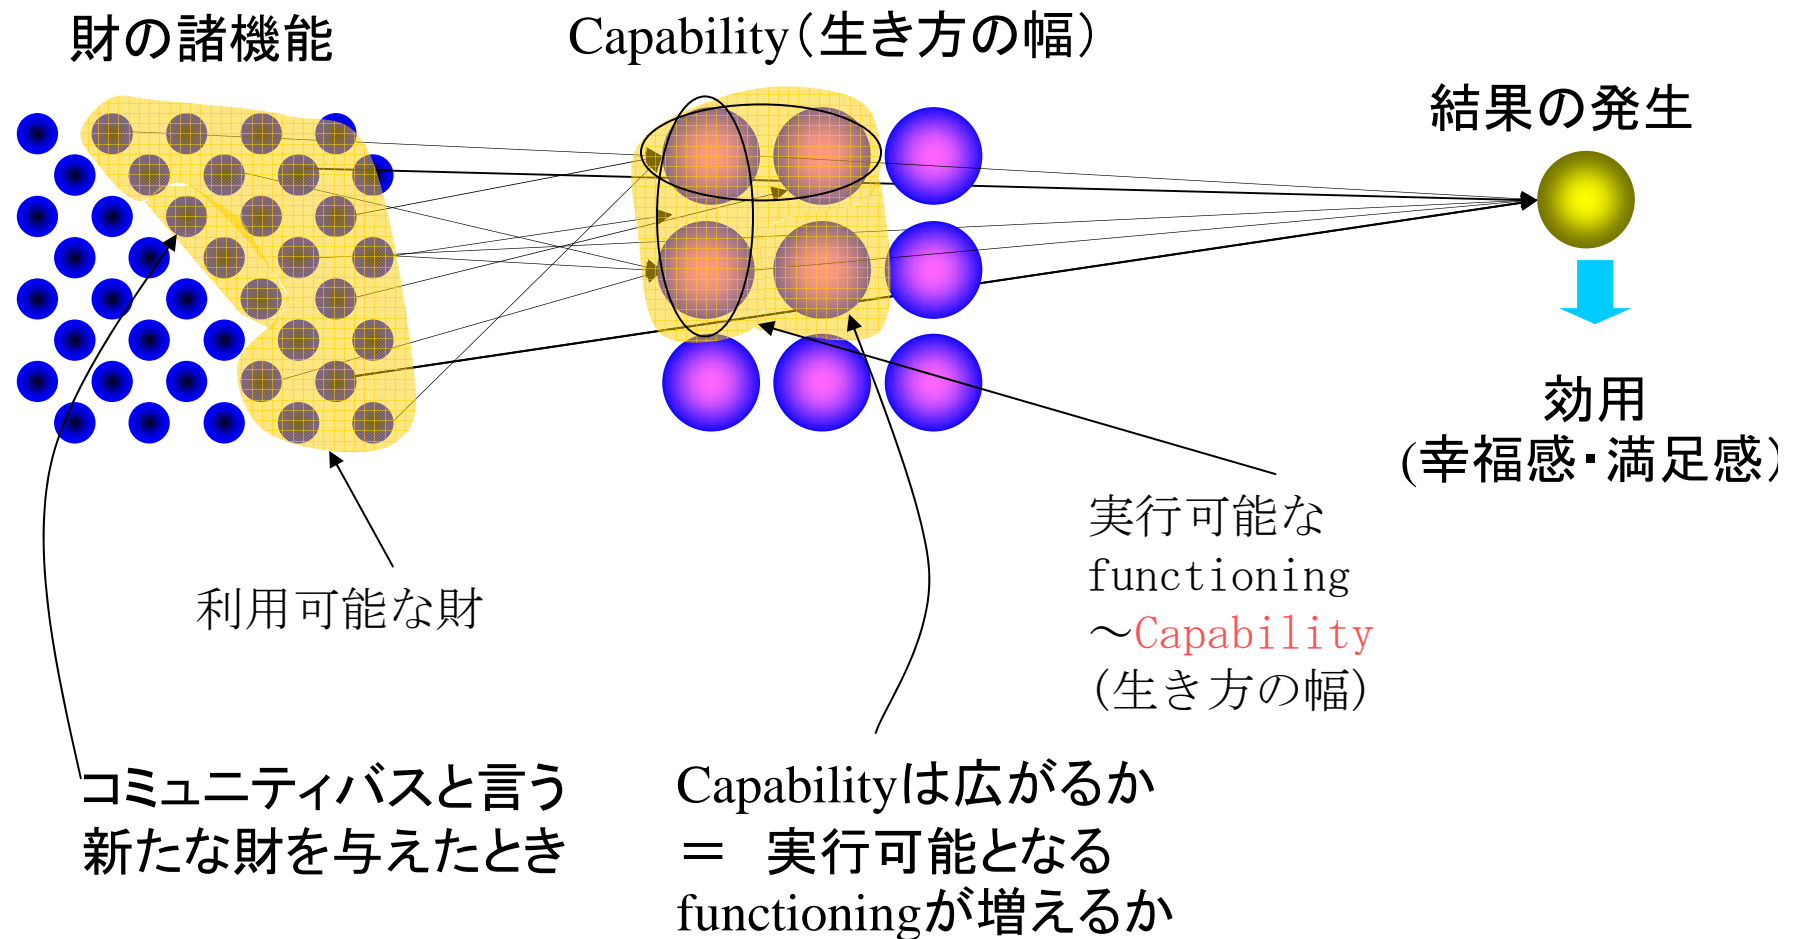 財の諸機能
Capability（生き方の幅）
結果の発生
効用
(幸福感・満足感）
実行可能な
functioning
～Capability
（生き方の幅）
利用可能な財
コミュニティバスと言う
新たな財を与えたとき
Capabilityは広がるか
＝　実行可能となる
functioningが増えるか